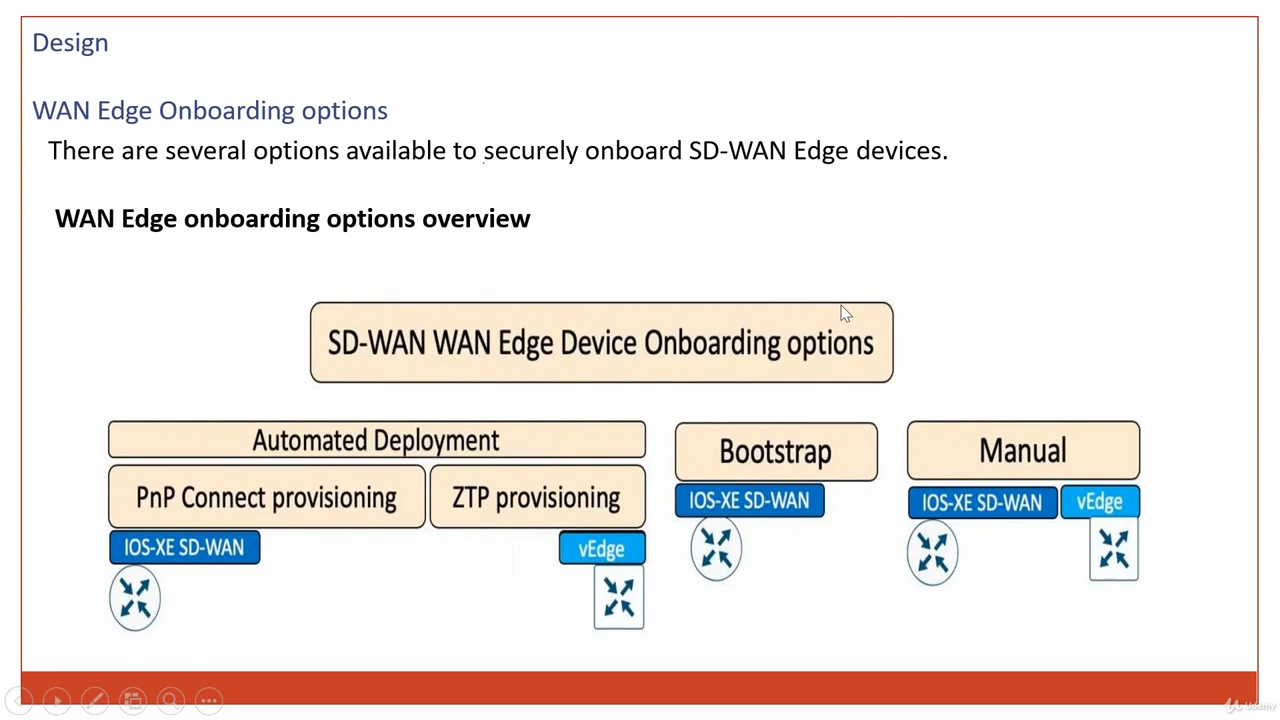 Design
WAN Edge Onboarding options
There are several options available to securely onboard SD-WAN Edge devices.
WAN Edge onboarding options overview
SD-WAN WAN Edge Device Onboarding options
Automated Deployment
PnP Connect provisioning
ZTP provisioning
IOS-XE SD-WAN
vEdge
Bootstrap
IOS-XE SD-WAN
Manual
IOS-XE SD-WAN
vEdge
Udemy